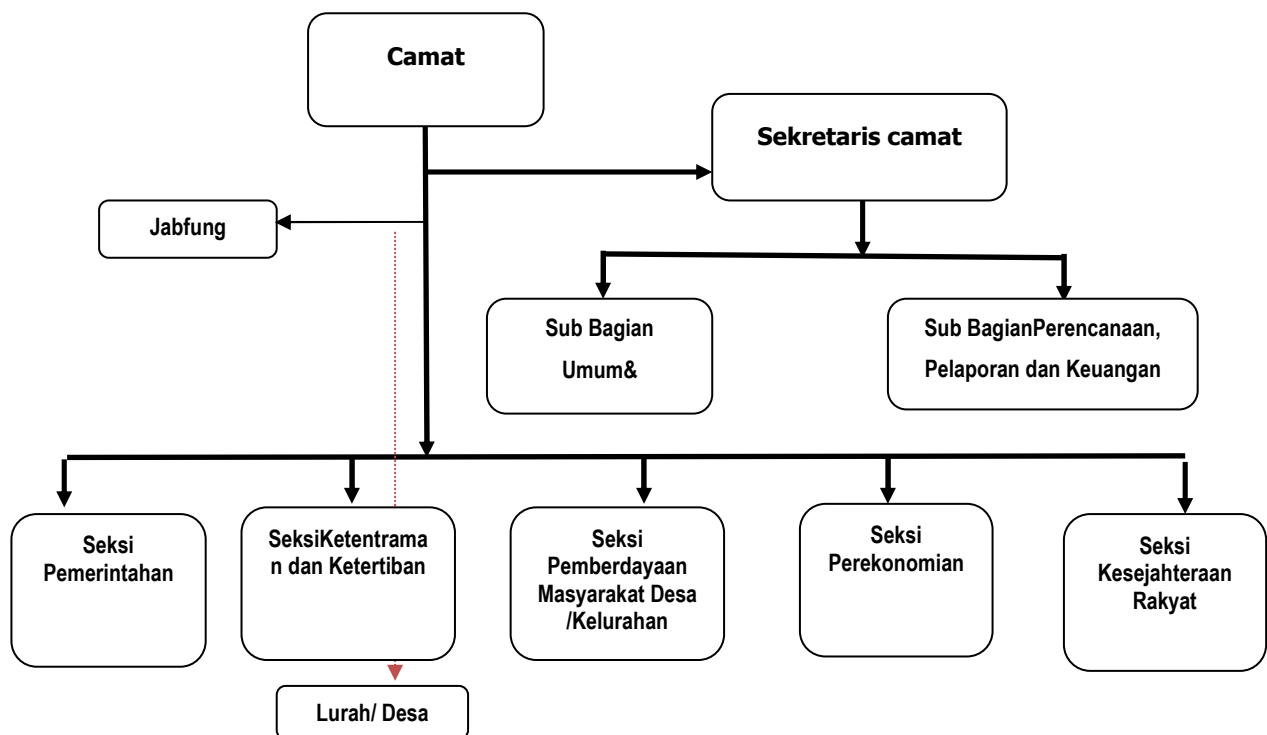 Camat
Sekretaris camat
Jabfung
Sub Bagian
Umum&
Sub BagianPerencanaan,
Pelaporan dan Keuangan
Seksi
Pemerintahan
SeksiKetentrama
n dan Ketertiban
Seksi
Pemberdayaan
Masyarakat Desa
/Kelurahan
Seksi
Perekonomian
Seksi
Kesejahteraan
Rakyat
Lurah/ Desa